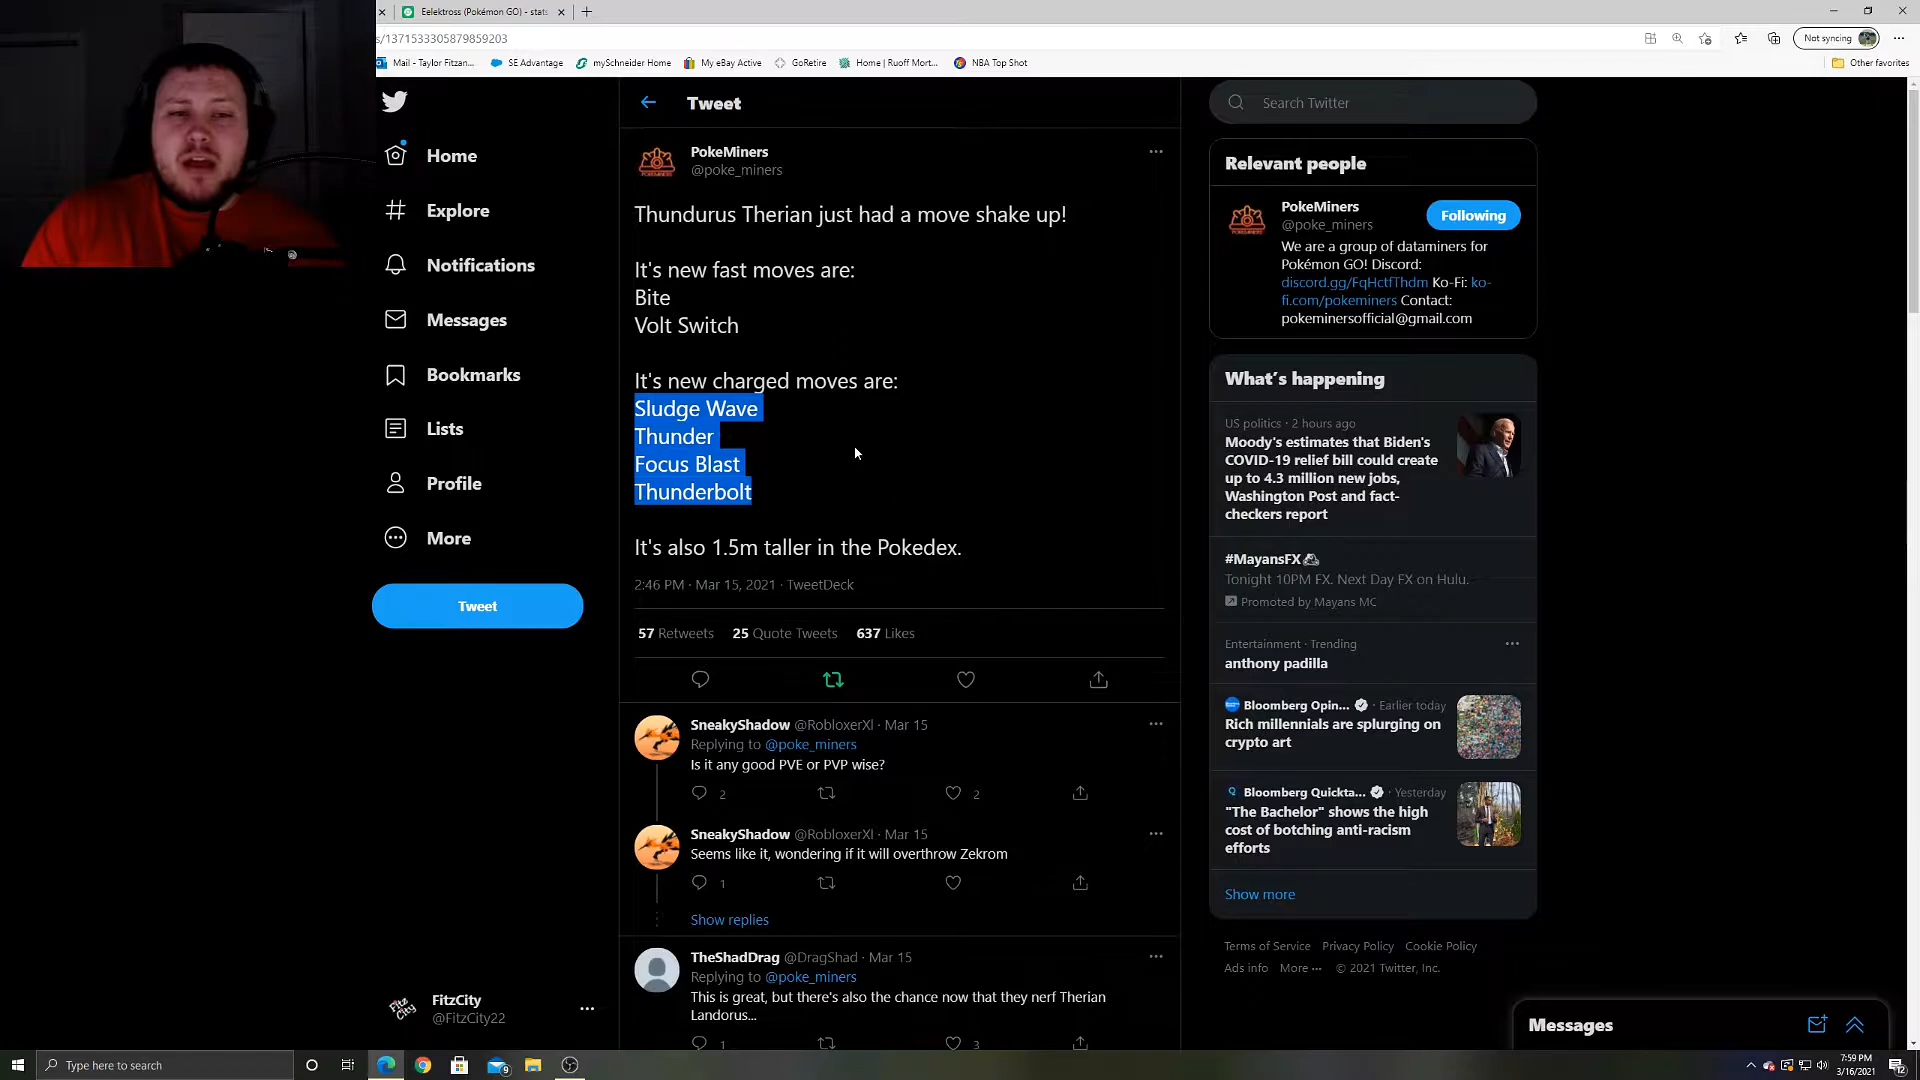 Eelektross (Pokémon GO) - stats
s/1371533305879859203
Not syncing
Mail - Taylor Fitzan...
SE Advantage
mySchneider Home
My eBay Active
GoRetire
Home | Ruoff Mort...
NBA Top Shot
Other favorites
Home
Explore
Notifications
Messages
Bookmarks
Lists
Profile
More
Tweet
FitzCity
@FitzCity22
Tweet
PokeMiners
@poke_miners
Thundurus Therian just had a move shake up!
It's new fast moves are:
Bite
Volt Switch
It's new charged moves are:
Sludge Wave
Thunder
Focus Blast
Thunderbolt
It's also 1.5m taller in the Pokedex.
2:46 PM · Mar 15, 2021 · TweetDeck
57 Retweets 25 Quote Tweets 637 Likes
SneakyShadow @RobloxerXl · Mar 15
Replying to @poke_miners
Is it any good PVE or PVP wise?
2 2
SneakyShadow @RobloxerXl · Mar 15
Seems like it, wondering if it will overthrow Zekrom
1
Show replies
TheShadDrag @DragShad · Mar 15
Replying to @poke_miners
This is great, but there's also the chance now that they nerf Therian
Landorus...
1 3
Search Twitter
Relevant people
PokeMiners
@poke_miners
Following
We are a group of dataminers for
Pokémon GO! Discord:
discord.gg/FqHctfThdm Ko-Fi: ko-
fi.com/pokeminers Contact:
pokeminersofficial@gmail.com
What's happening
US politics · 2 hours ago
Moody's estimates that Biden's
COVID-19 relief bill could create
up to 4.3 million new jobs,
Washington Post and fact-
checkers report
#MayansFX
Tonight 10PM FX. Next Day FX on Hulu.
Promoted by Mayans MC
Entertainment · Trending
anthony padilla
Bloomberg Opin... · Earlier today
Rich millennials are splurging on
crypto art
Bloomberg Quickta... · Yesterday
"The Bachelor" shows the high
cost of botching anti-racism
efforts
Show more
Terms of Service Privacy Policy Cookie Policy
Ads info More ··· © 2021 Twitter, Inc.
Messages
Type here to search
9
7:59 PM
3/16/2021
12